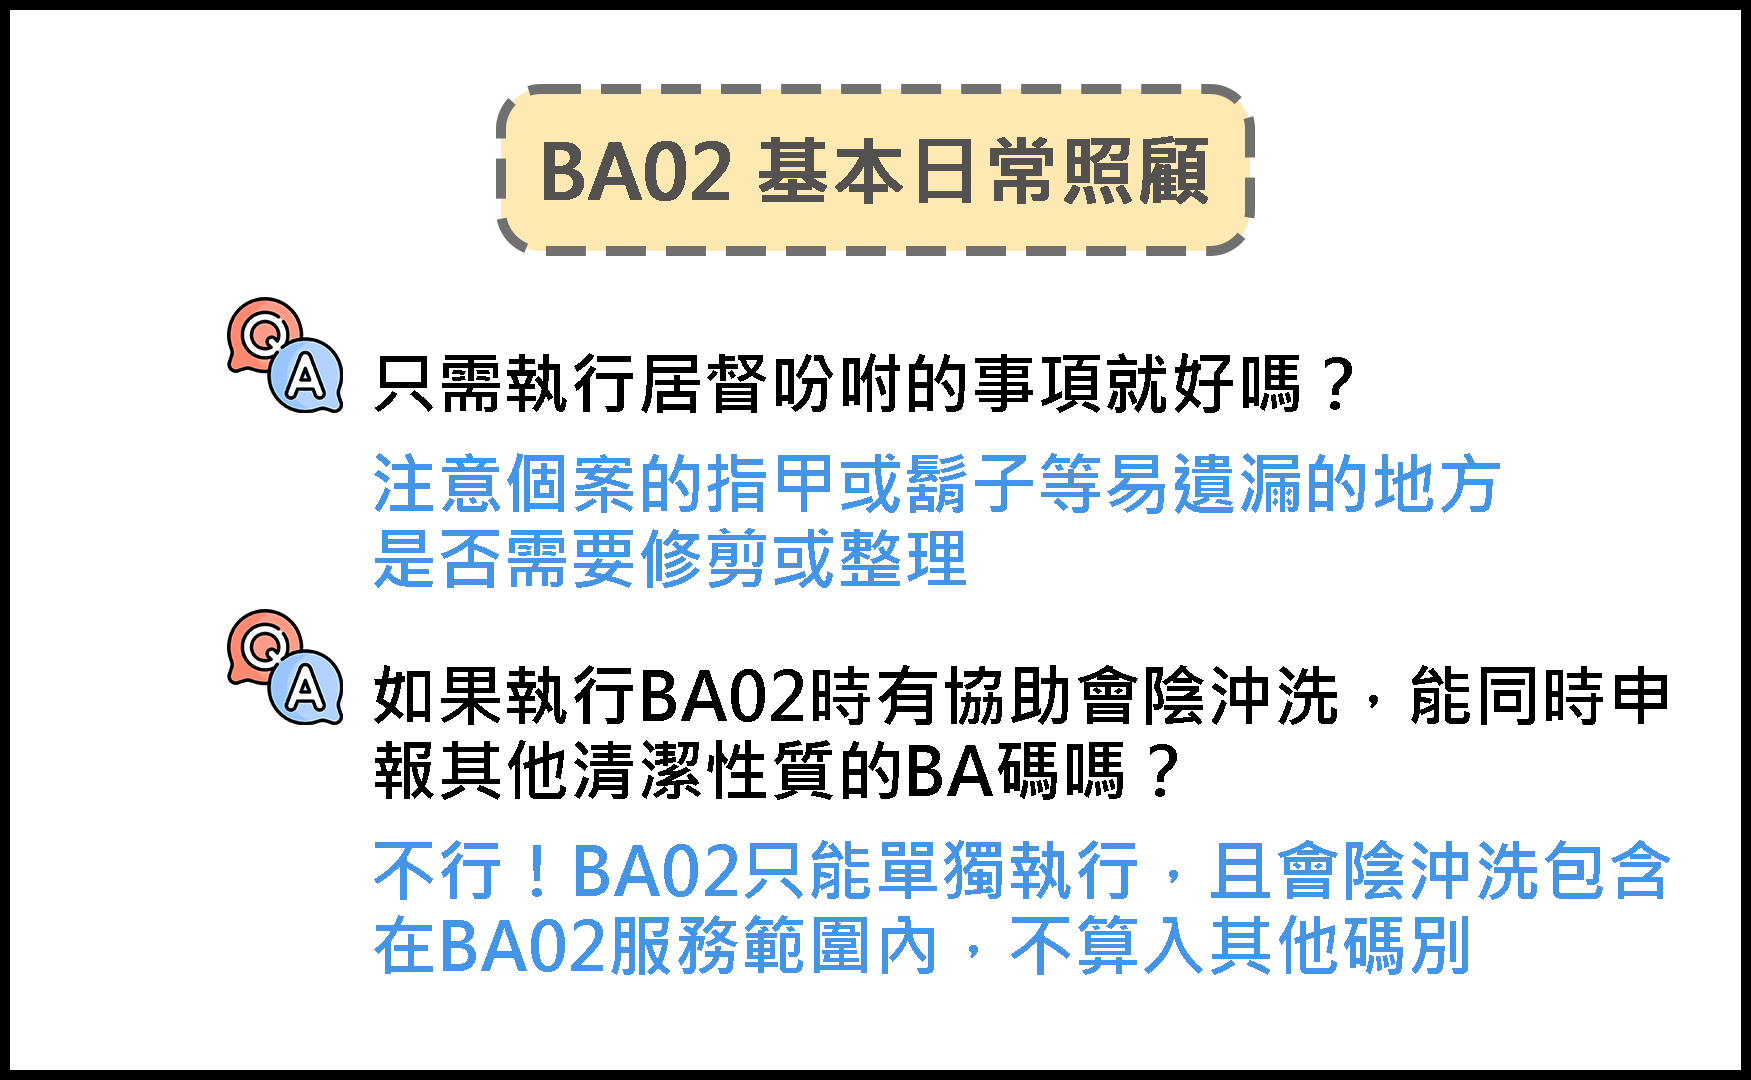 BA02 基本日常照顧
QA
只需執行居督吩咐的事項就好嗎？
注意個案的指甲或鬍子等易遺漏的地方
是否需要修剪或整理
QA
如果執行BA02時有協助會陰沖洗，能同時申
報其他清潔性質的BA碼嗎？
不行！BA02只能單獨執行，且會陰沖洗包含
在BA02服務範圍內，不算入其他碼別